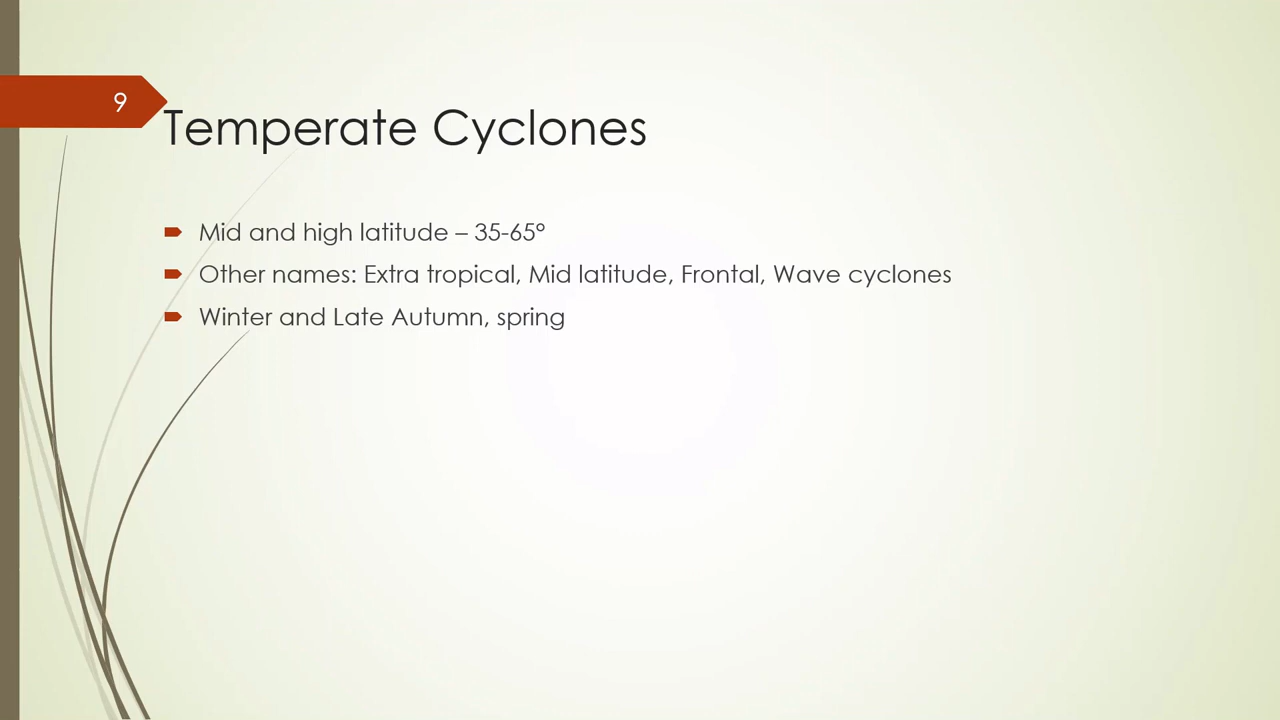 9
Temperate Cyclones
Mid and high latitude – 35-65°
Other names: Extra tropical, Mid latitude, Frontal, Wave cyclones
Winter and Late Autumn, spring